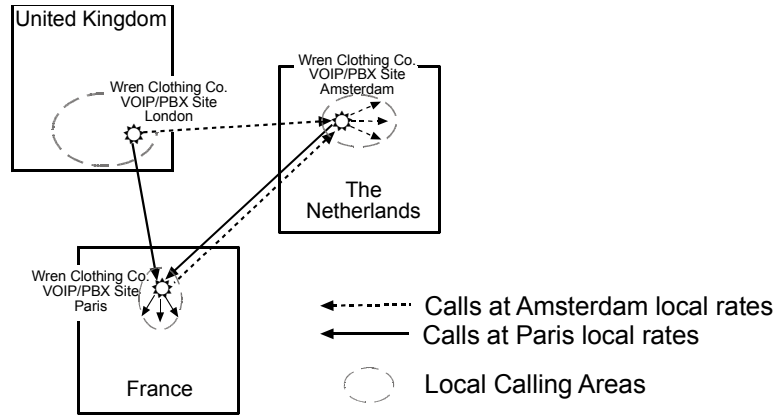 United Kingdom
Wren Clothing Co.
VOIP/PBX Site
London
Wren Clothing Co.
VOIP/PBX Site
Amsterdam
The
Netherlands
Wren Clothing Co.
VOIP/PBX Site
Paris
France
Calls at Amsterdam local rates
Calls at Paris local rates
Local Calling Areas